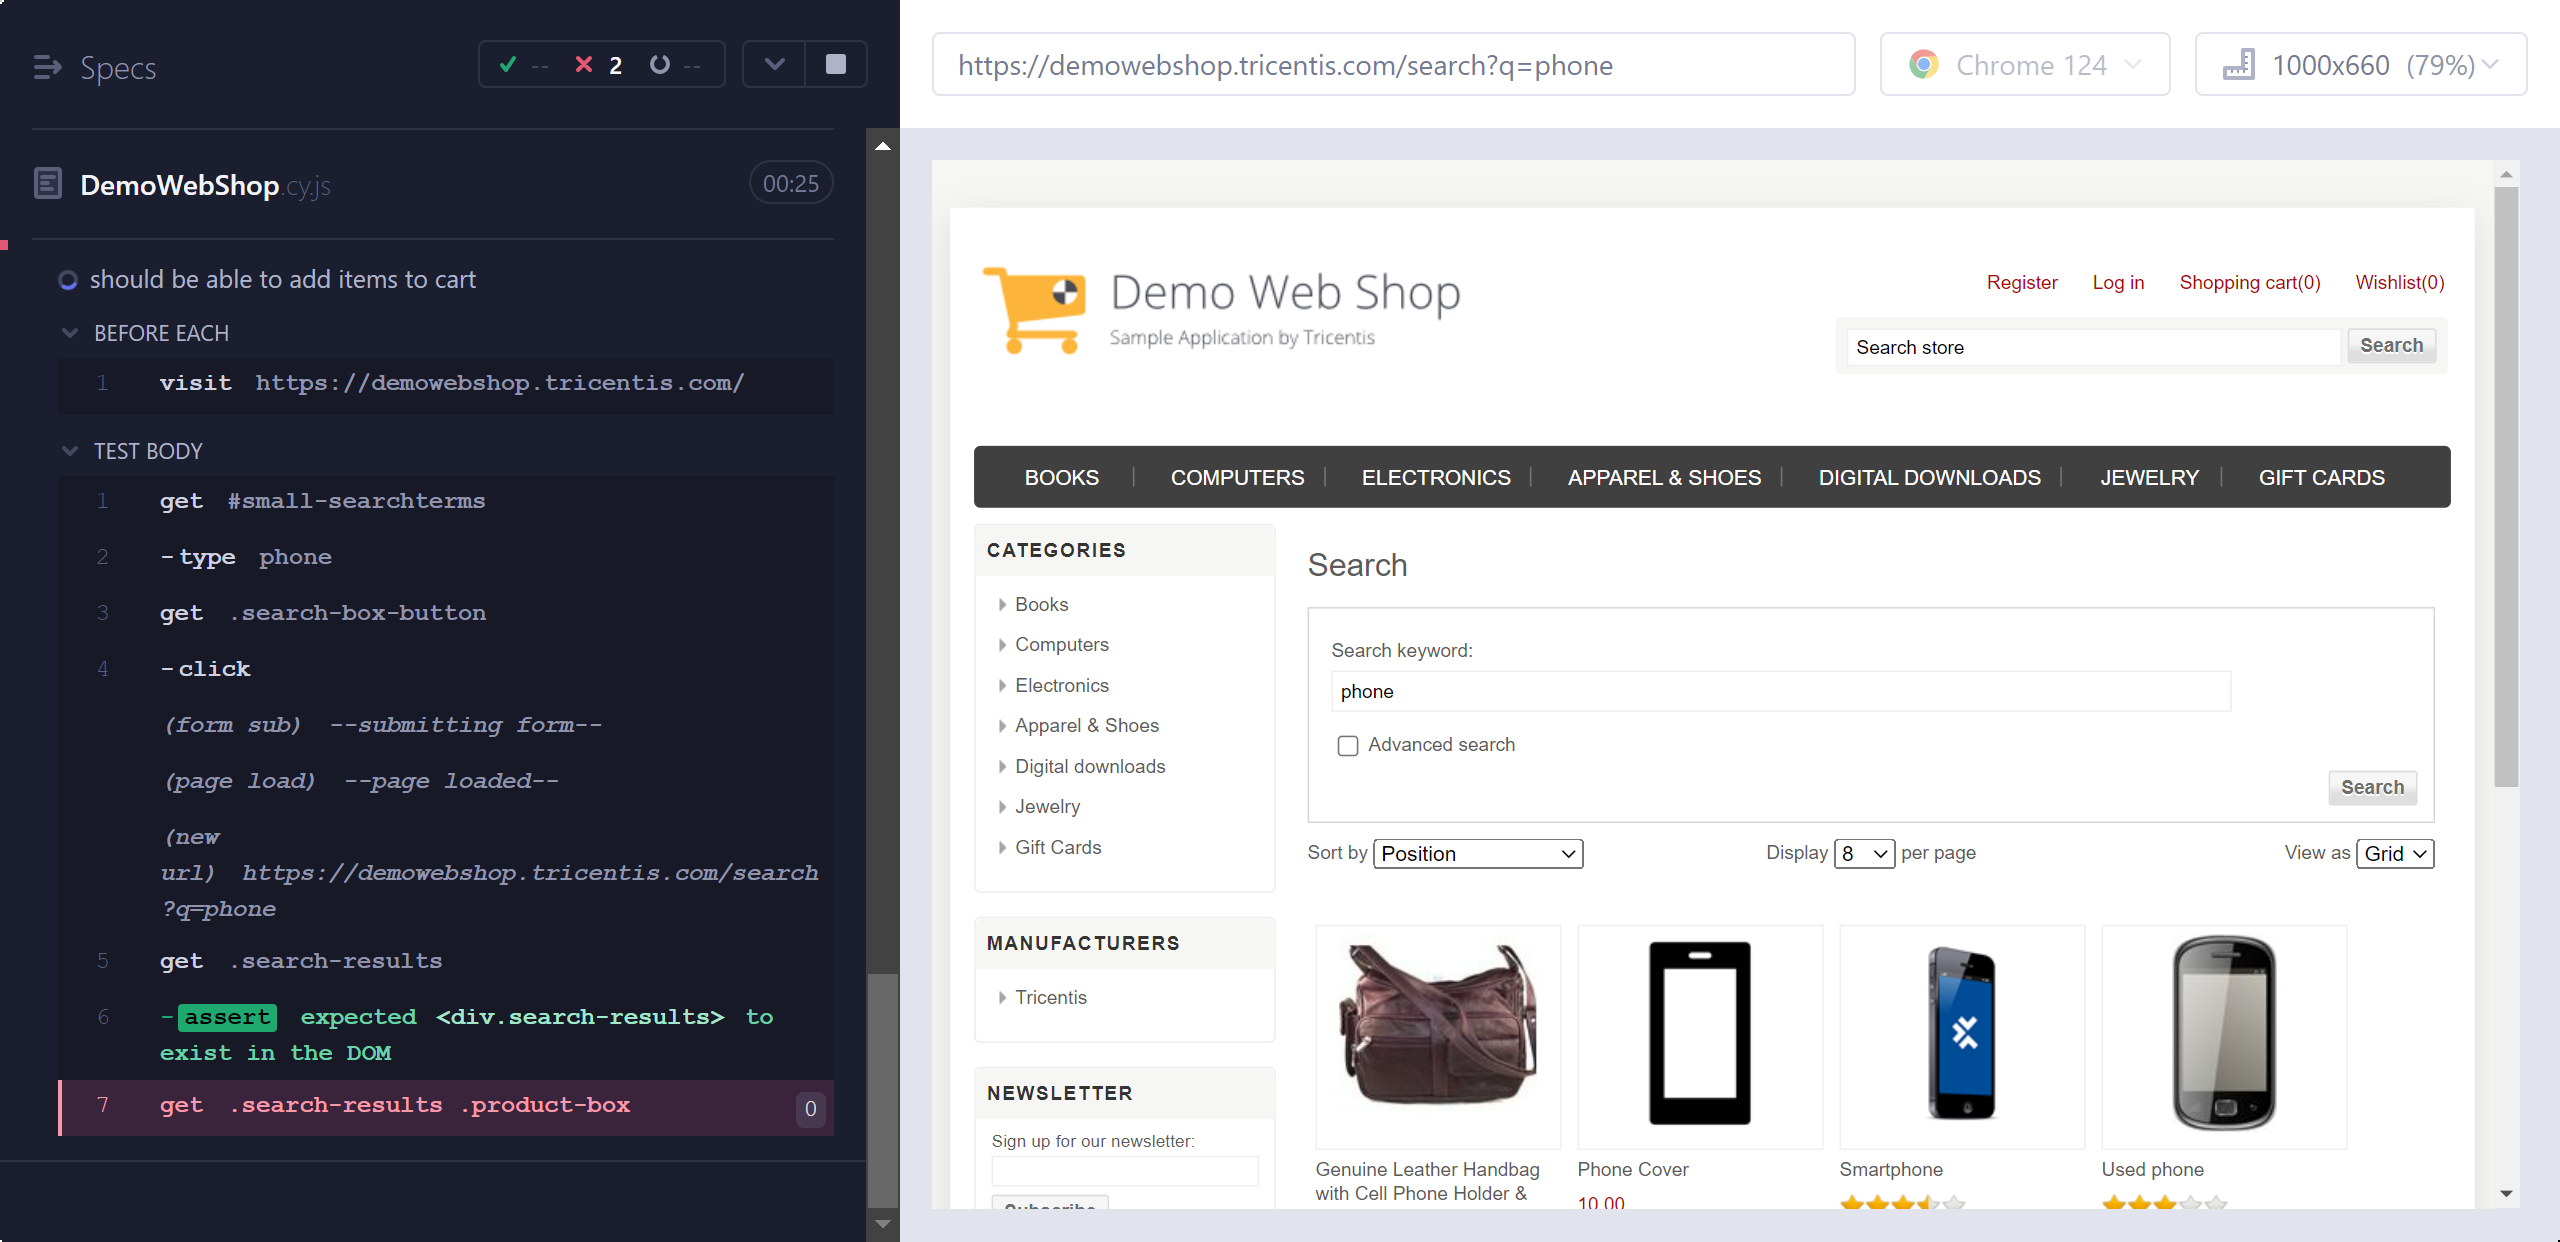 Specs
-- 2 --
DemoWebShop.cy.js
00:25
should be able to add items to cart
BEFORE EACH
1 visit https://demowebshop.tricentis.com/
TEST BODY
1 get #small-searchterms
2 -type phone
3 get .search-box-button
4 -click
(form sub) --submitting form--
(page load) --page loaded--
(new
url) https://demowebshop.tricentis.com/search
?q=phone
5 get .search-results
6 -assert expected <div.search-results> to
exist in the DOM
7 get .search-results .product-box 0
https://demowebshop.tricentis.com/search?q=phone
Chrome 124
1000x660 (79%)
Demo Web Shop
Sample Application by Tricentis
Register Log in Shopping cart(0) Wishlist(0)
Search store Search
BOOKS COMPUTERS ELECTRONICS APPAREL & SHOES DIGITAL DOWNLOADS JEWELRY GIFT CARDS
CATEGORIES
Books
Computers
Electronics
Apparel & Shoes
Digital downloads
Jewelry
Gift Cards
MANUFACTURERS
Tricentis
NEWSLETTER
Sign up for our newsletter:
Subscribe
Search
Search keyword:
phone
Advanced search
Search
Sort by Position Display 8 per page View as Grid
Genuine Leather Handbag
with Cell Phone Holder &
Phone Cover
10.00
Smartphone
Used phone